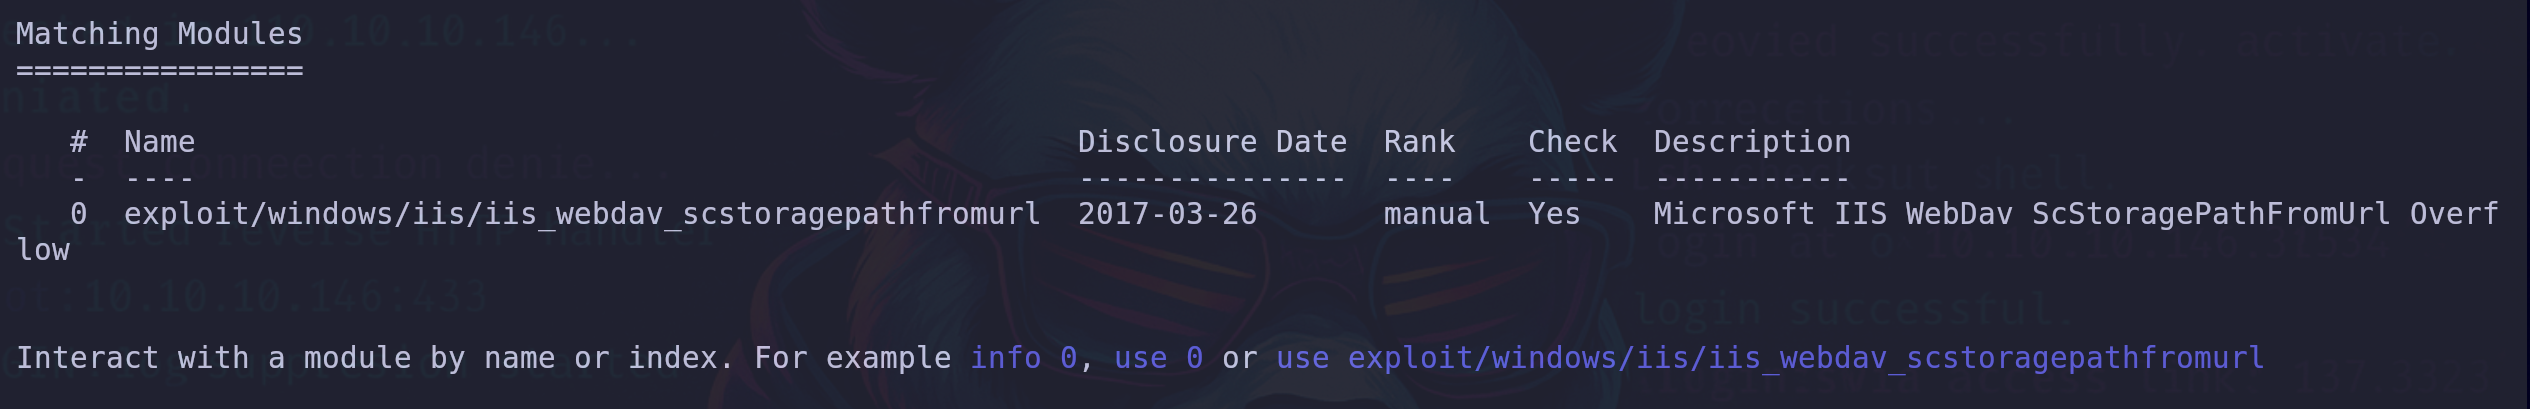 Matching Modules
================
# Name Disclosure Date Rank Check Description
- ---- --------------- ---- ----- -----------
0 exploit/windows/iis/iis_webdav_scstoragepathfromurl 2017-03-26 manual Yes Microsoft IIS WebDav ScStoragePathFromUrl Overf
low
Interact with a module by name or index. For example info 0, use 0 or use exploit/windows/iis/iis_webdav_scstoragepathfromurl